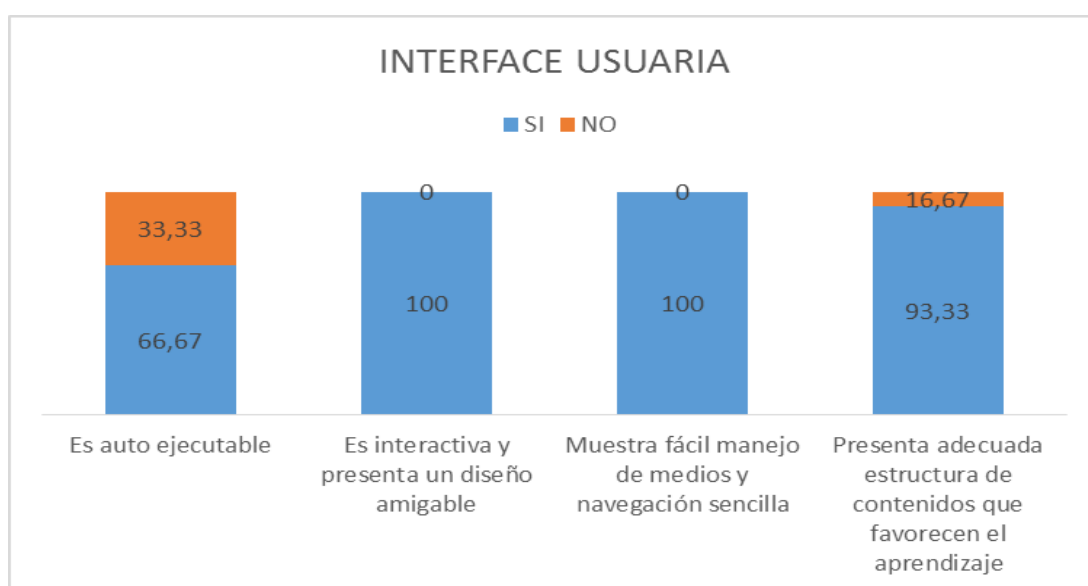 INTERFACE USUARIA
SI NO
33,33
66,67
0
100
0
100
16,67
93,33
Es auto ejecutable
Es interactiva y
presenta un diseño
amigable
Muestra fácil manejo
de medios y
navegación sencilla
Presenta adecuada
estructura de
contenidos que
favorecen el
aprendizaje